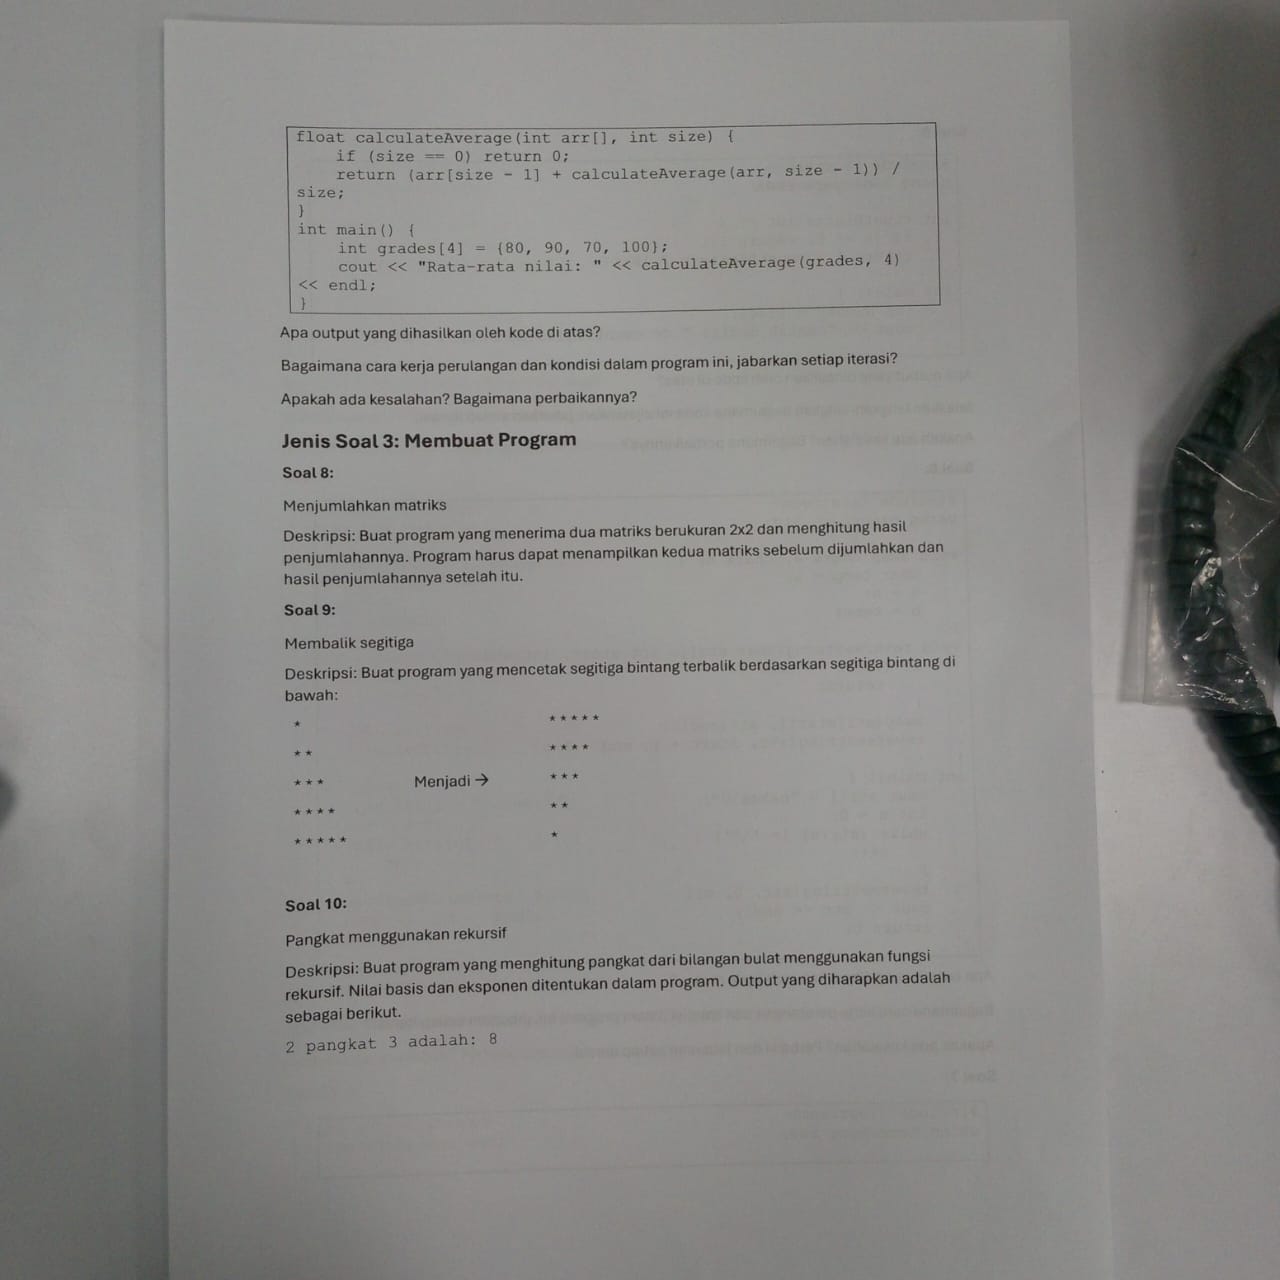 float calculateAverage(int arr[], int size) {
    if (size == 0) return 0;
    return (arr[size - 1] + calculateAverage(arr, size - 1)) /
size;
}
int main() {
    int grades[4] = {80, 90, 70, 100};
    cout << "Rata-rata nilai: " << calculateAverage(grades, 4)
<< endl;
}
Apa output yang dihasilkan oleh kode di atas?
Bagaimana cara kerja perulangan dan kondisi dalam program ini, jabarkan setiap iterasi?
Apakah ada kesalahan? Bagaimana perbaikannya?
Jenis Soal 3: Membuat Program
Soal 8:
Menjumlahkan matriks
Deskripsi: Buat program yang menerima dua matriks berukuran 2x2 dan menghitung hasil
penjumlahannya. Program harus dapat menampilkan kedua matriks sebelum dijumlahkan dan
hasil penjumlahannya setelah itu.
Soal 9:
Membalik segitiga
Deskripsi: Buat program yang mencetak segitiga bintang terbalik berdasarkan segitiga bintang di
bawah:
* *****
** ****
*** Menjadi → ***
**** **
***** *
Soal 10:
Pangkat menggunakan rekursif
Deskripsi: Buat program yang menghitung pangkat dari bilangan bulat menggunakan fungsi
rekursif. Nilai basis dan eksponen ditentukan dalam program. Output yang diharapkan adalah
sebagai berikut.
2 pangkat 3 adalah: 8